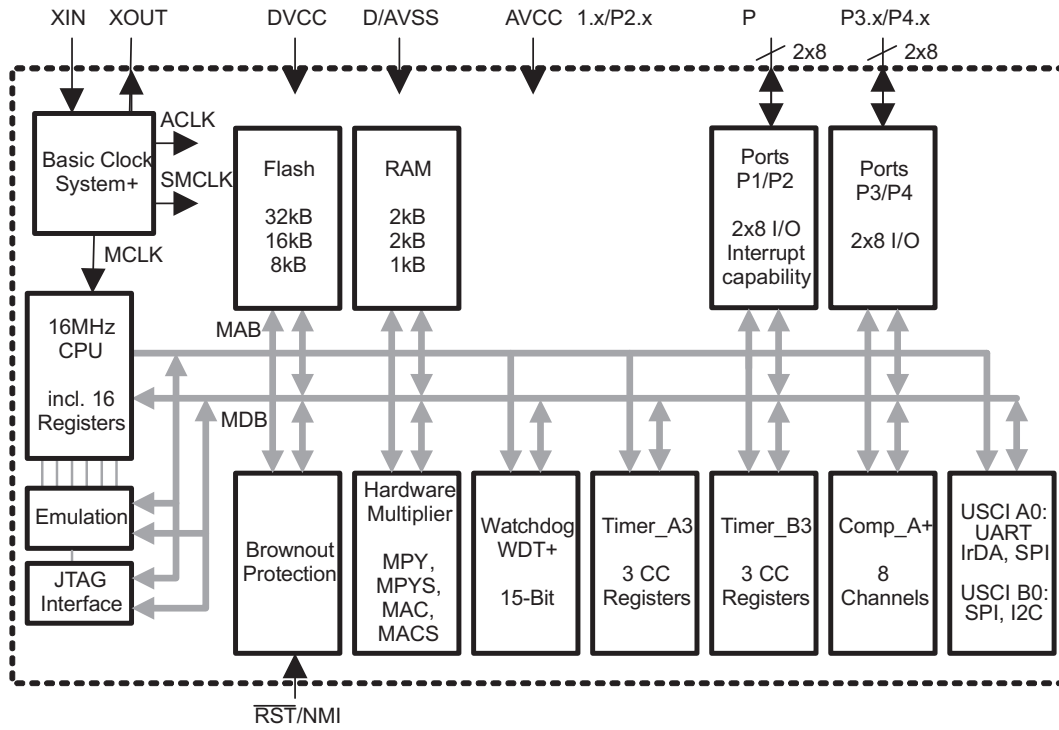 XIN XOUT DVCC D/AVSS AVCC 1.x/P2.x P P3.x/P4.x
2x8 2x8
ACLK
Basic Clock
System+
SMCLK
MCLK
Flash
32kB
16kB
8kB
RAM
2kB
2kB
1kB
Ports
P1/P2
2x8 I/O
Interrupt
capability
Ports
P3/P4
2x8 I/O
16MHz
CPU
incl. 16
Registers
MAB
MDB
Emulation
JTAG
Interface
Brownout
Protection
Hardware
Multiplier
MPY,
MPYS,
MAC,
MACS
Watchdog
WDT+
15-Bit
Timer_A3
3 CC
Registers
Timer_B3
3 CC
Registers
Comp_A+
8
Channels
USCI A0:
UART
IrDA, SPI
USCI B0:
SPI, I2C
RST/NMI